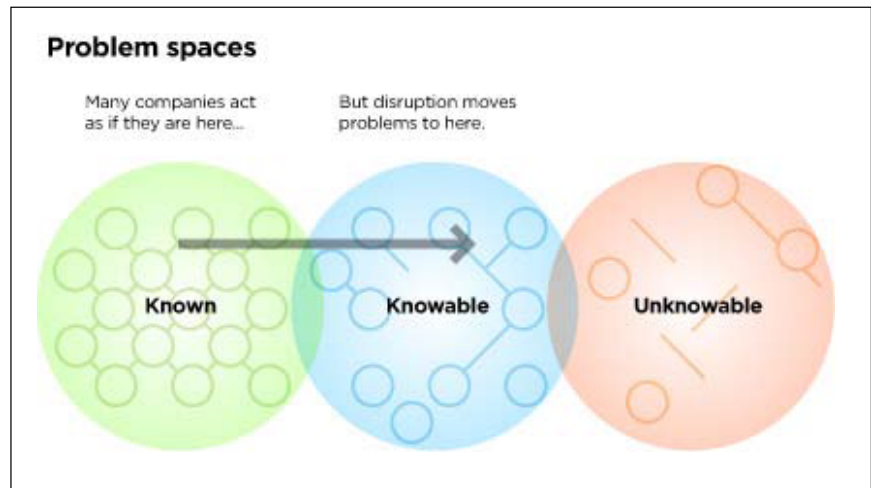 Problem spaces
Many companies act
as if they are here...
But disruption moves
problems to here.
Known
Knowable
Unknowable